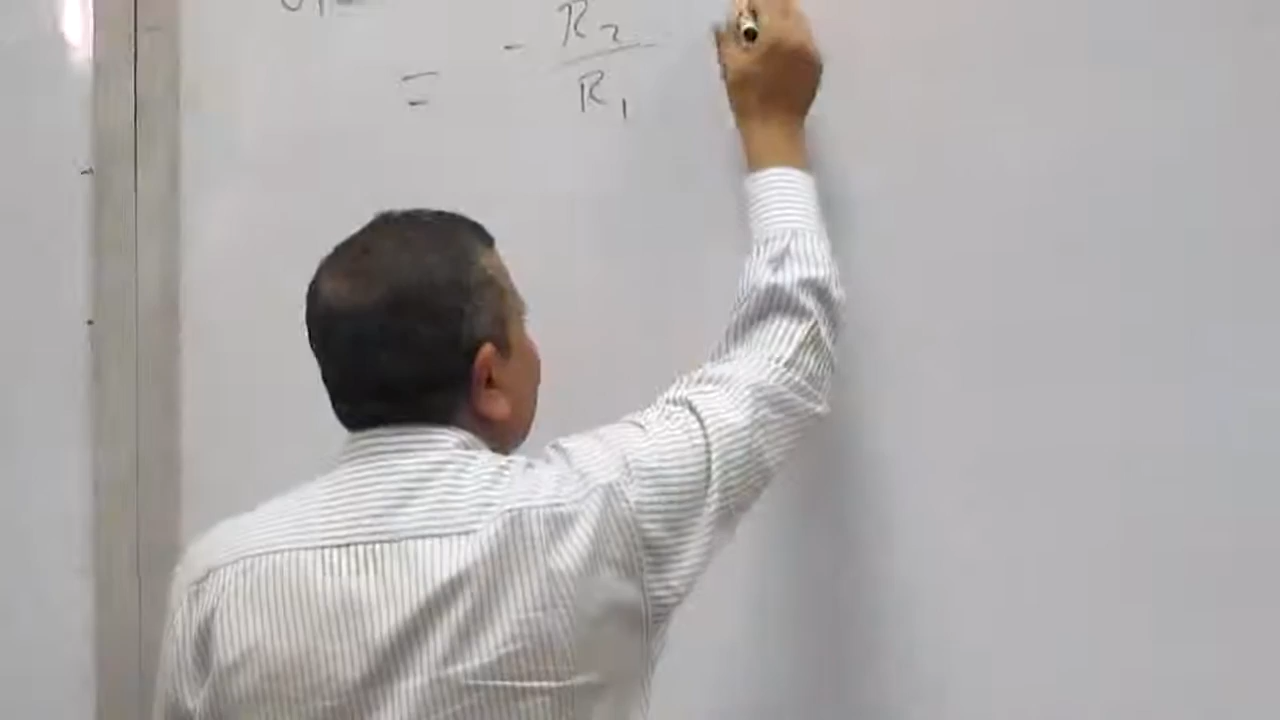 = - R2
R1